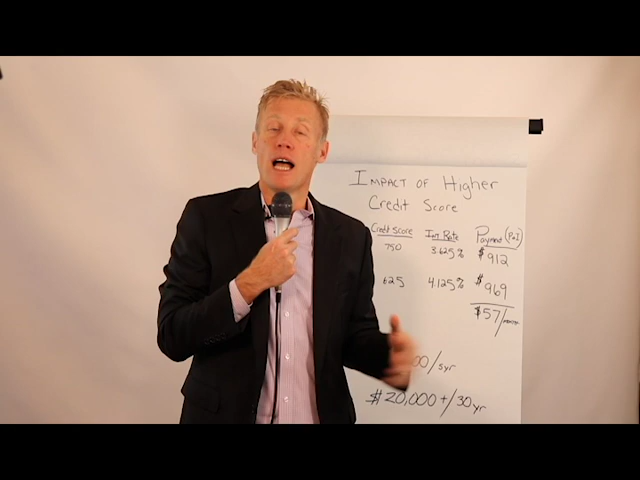 Impact of Higher
Credit Score
Credit Score Int Rate Payment (P&I)
750 3.625% $912
625 4.125% $969
$57/month
00/5yr
$20,000+/30yr